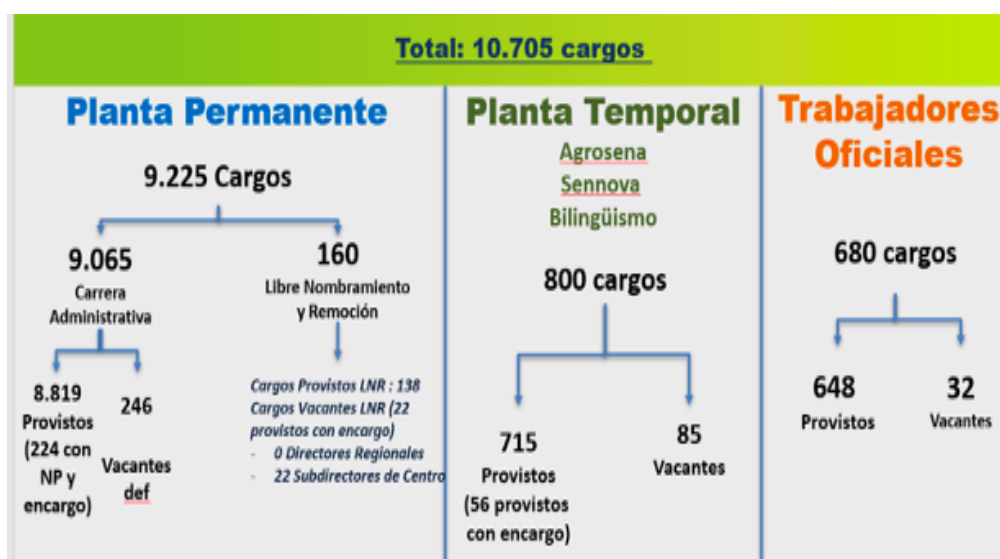 Total: 10.705 cargos
Planta Permanente
9.225 Cargos
9.065
Carrera
Administrativa
8.819
Provistos
(224 con
NP y
encargo)
246
Vacantes
def
160
Libre Nombramiento
y Remoción
Cargos Provistos LNR : 138
Cargos Vacantes LNR (22
provistos con encargo)
- 0 Directores Regionales
- 22 Subdirectores de Centro
Planta Temporal
Agrosena
Sennova
Bilingüismo
800 cargos
715
Provistos
(56 provistos
con encargo)
85
Vacantes
Trabajadores
Oficiales
680 cargos
648
Provistos
32
Vacantes